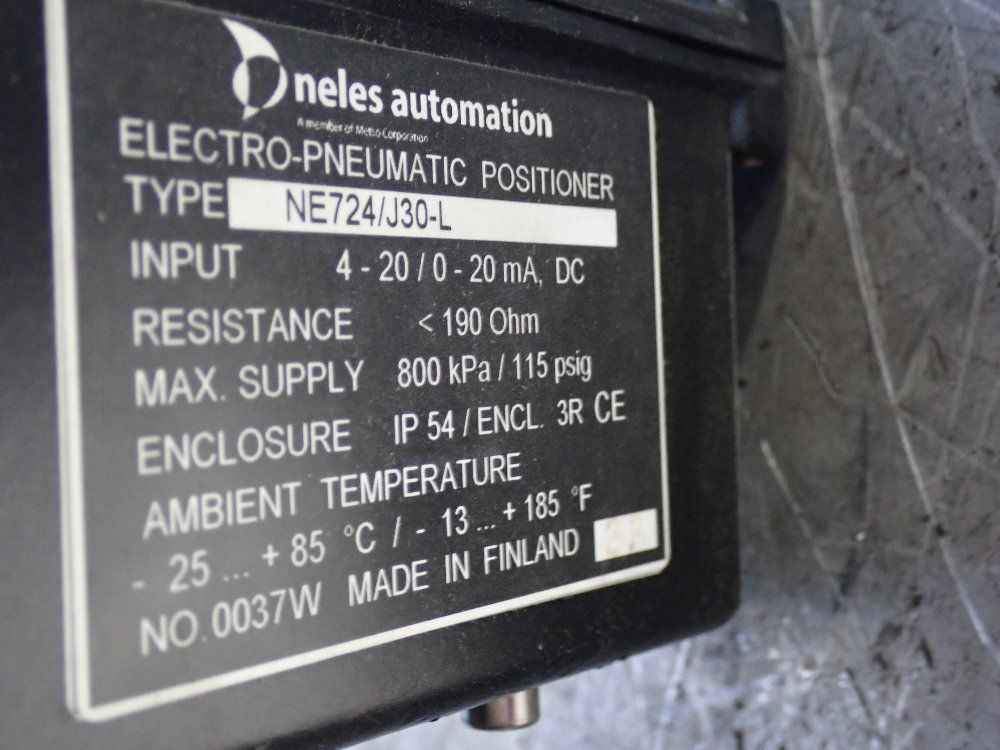 neles automation
A member of Metso Corporation
ELECTRO-PNEUMATIC POSITIONER
TYPE NE724/J30-L
INPUT 4 - 20 / 0 - 20 mA, DC
RESISTANCE < 190 Ohm
MAX. SUPPLY 800 kPa / 115 psig
ENCLOSURE IP 54 / ENCL. 3R CE
AMBIENT TEMPERATURE
- 25 ... + 85 °C / - 13 ... + 185 °F
NO. 0037W MADE IN FINLAND